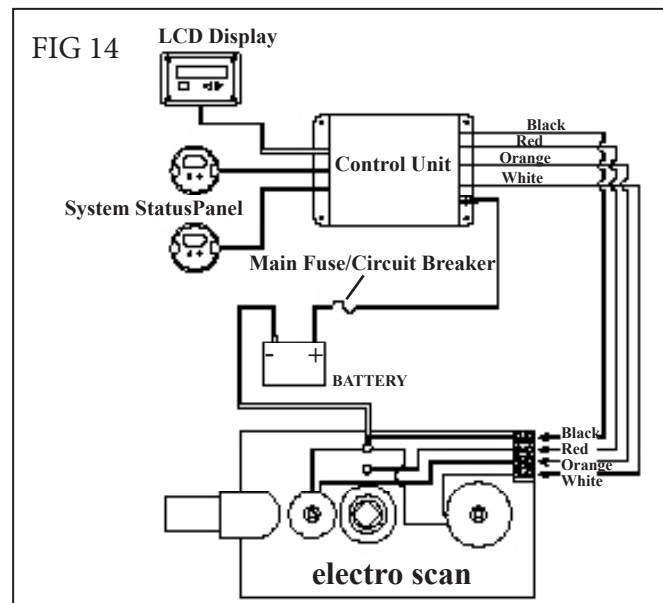 FIG 14
LCD Display
Black
Red
Orange
White
Control Unit
System StatusPanel
Main Fuse/Circuit Breaker
- +
BATTERY
Black
Red
Orange
White
electro scan